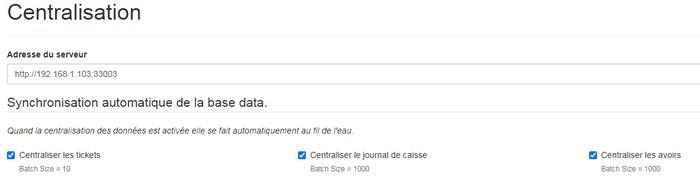 Centralisation
Adresse du serveur
http://192.168.1.103:33003
Synchronisation automatique de la base data.
Quand la centralisation des données est activée elle se fait automatiquement au fil de l'eau.
Centraliser les tickets
Batch Size = 10
Centraliser le journal de caisse
Batch Size = 1000
Centraliser les avoirs
Batch Size = 1000